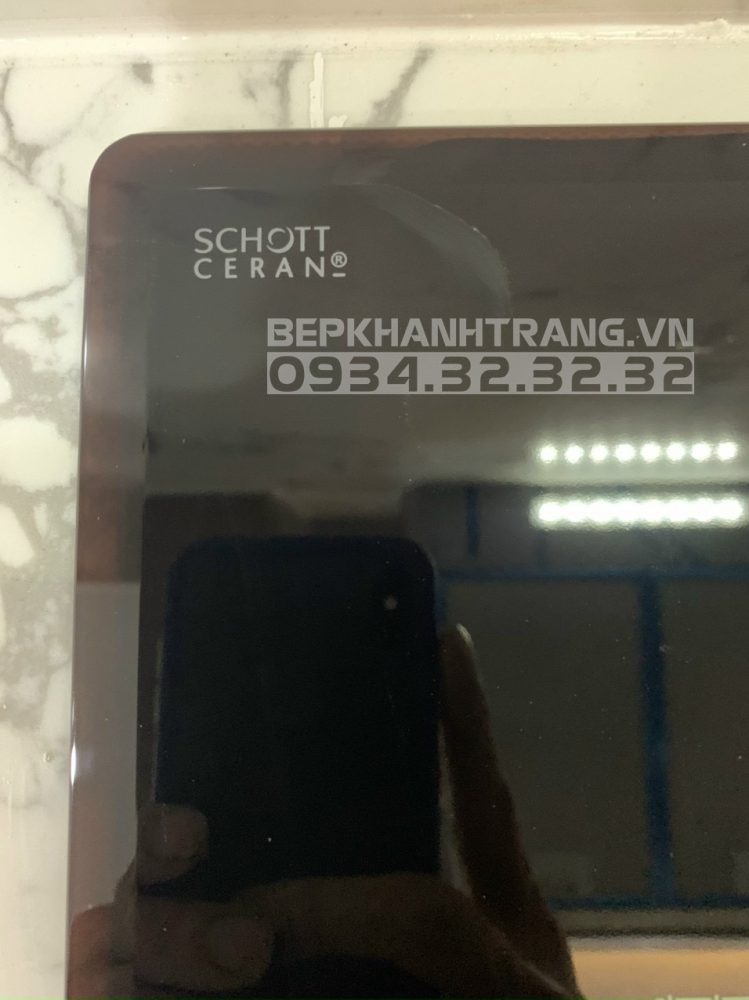 SCHOTT
CERAN®
BEPKHANHTRANG.VN
0934.32.32.32